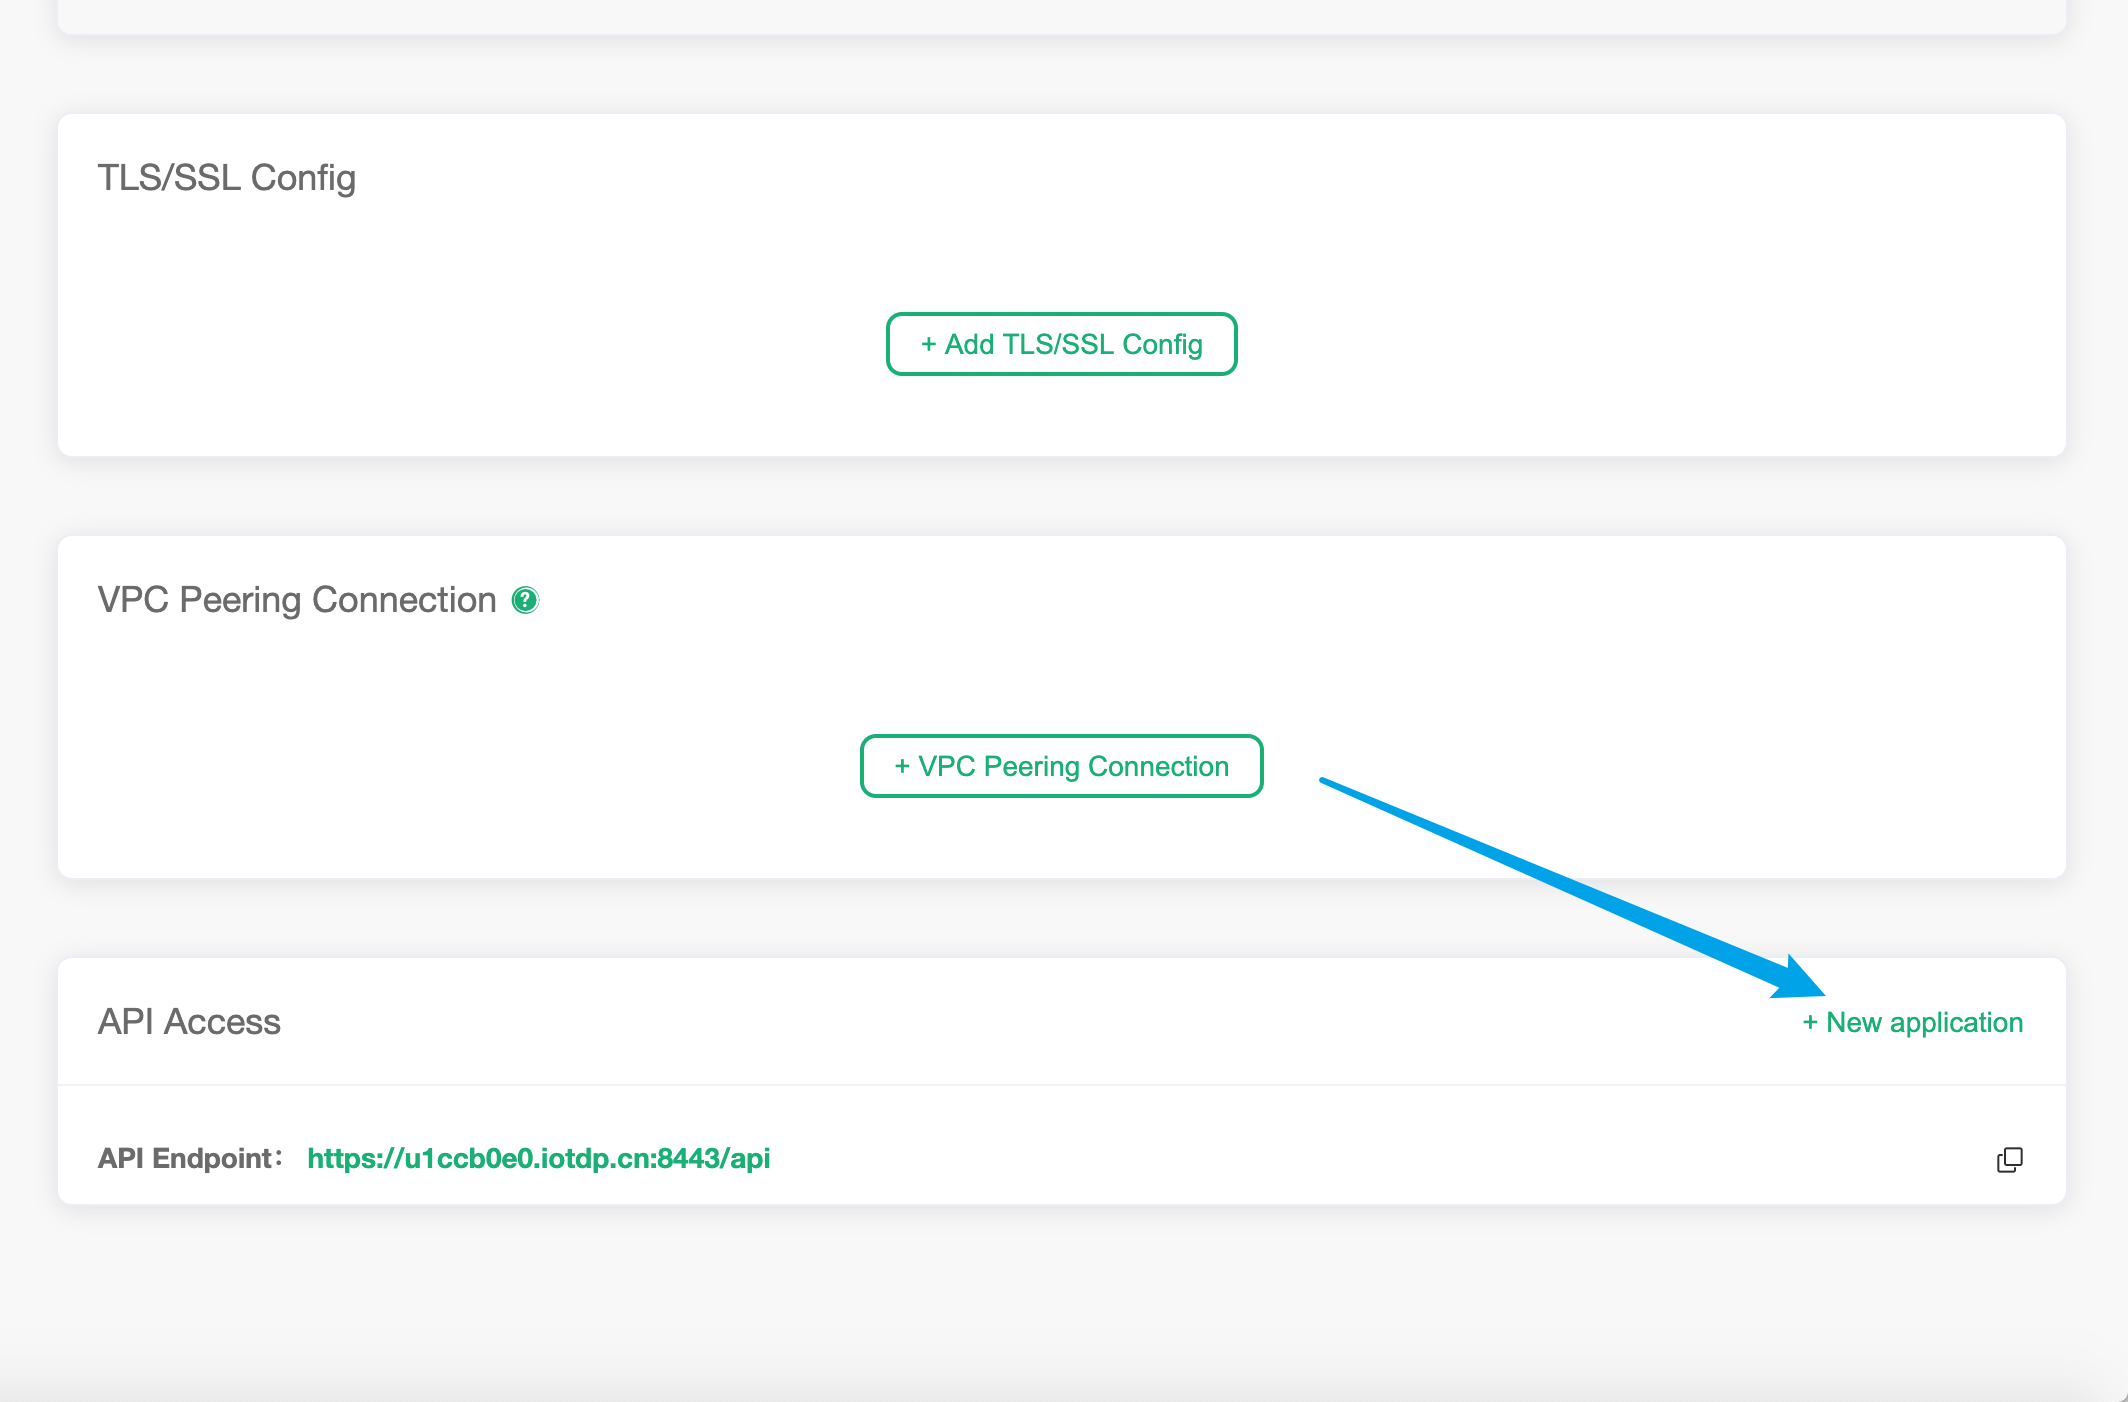 TLS/SSL Config
+ Add TLS/SSL Config
VPC Peering Connection ?
+ VPC Peering Connection
API Access
+ New application
API Endpoint： https://u1ccb0e0.iotdp.cn:8443/api